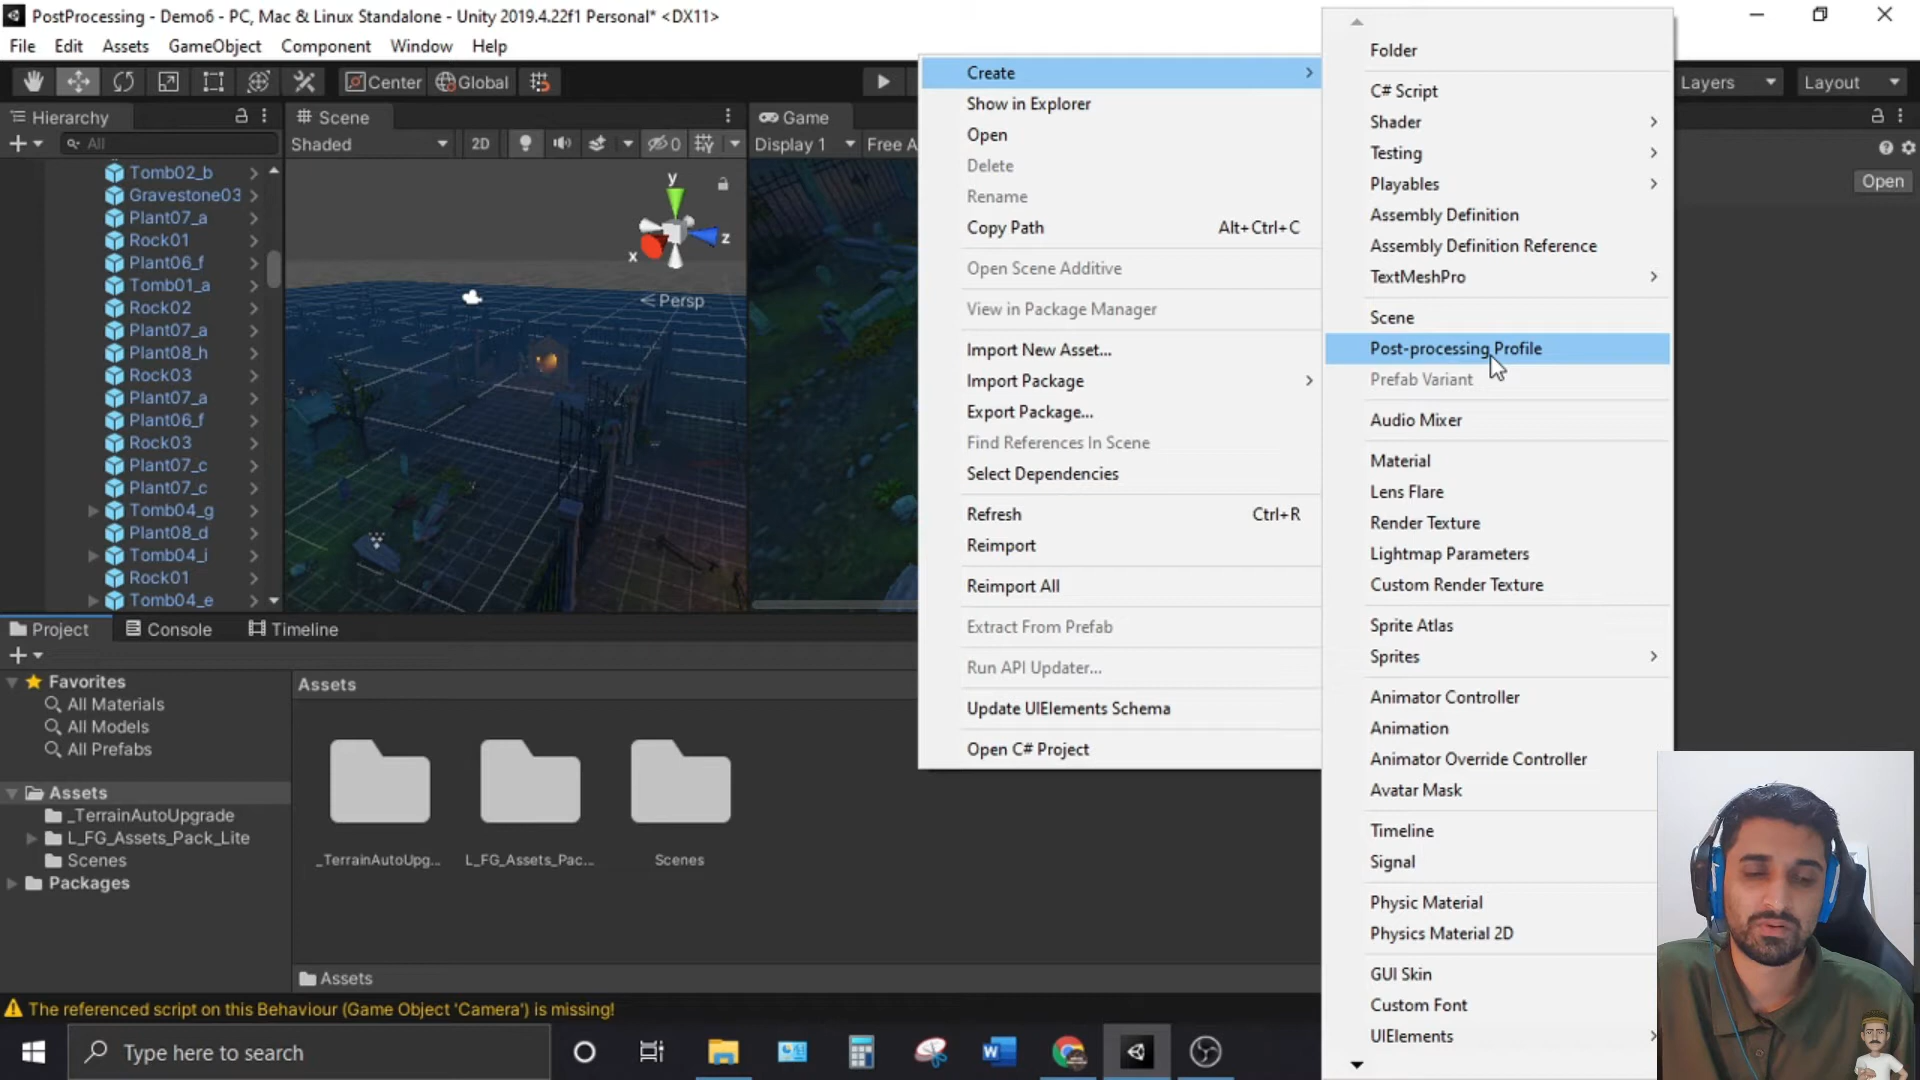 PostProcessing - Demo6 - PC, Mac & Linux Standalone - Unity 2019.4.22f1 Personal* <DX11>
File Edit Assets GameObject Component Window Help
Center Global
Layers Layout
Hierarchy
All
Tomb02_b
Gravestone03
Plant07_a
Rock01
Plant06_f
Tomb01_a
Rock02
Plant07_a
Plant08_h
Rock03
Plant07_a
Plant06_f
Rock03
Plant07_c
Plant07_c
Tomb04_g
Plant08_d
Tomb04_i
Rock01
Tomb04_e
Scene
Shaded 2D 0
y
x
z
Persp
Game
Display 1 Free A
Create
Show in Explorer
Open
Delete
Rename
Copy Path Alt+Ctrl+C
Open Scene Additive
View in Package Manager
Import New Asset...
Import Package
Export Package...
Find References In Scene
Select Dependencies
Refresh Ctrl+R
Reimport
Reimport All
Extract From Prefab
Run API Updater...
Update UIElements Schema
Open C# Project
Folder
C# Script
Shader
Testing
Playables
Assembly Definition
Assembly Definition Reference
TextMeshPro
Scene
Post-processing Profile
Prefab Variant
Audio Mixer
Material
Lens Flare
Render Texture
Lightmap Parameters
Custom Render Texture
Sprite Atlas
Sprites
Animator Controller
Animation
Animator Override Controller
Avatar Mask
Timeline
Signal
Physic Material
Physics Material 2D
GUI Skin
Custom Font
UIElements
Open
Project Console Timeline
Favorites
All Materials
All Models
All Prefabs
Assets
_TerrainAutoUpgrade
L_FG_Assets_Pack_Lite
Scenes
Packages
Assets
_TerrainAutoUpg... L_FG_Assets_Pac... Scenes
Assets
The referenced script on this Behaviour (Game Object 'Camera') is missing!
Type here to search